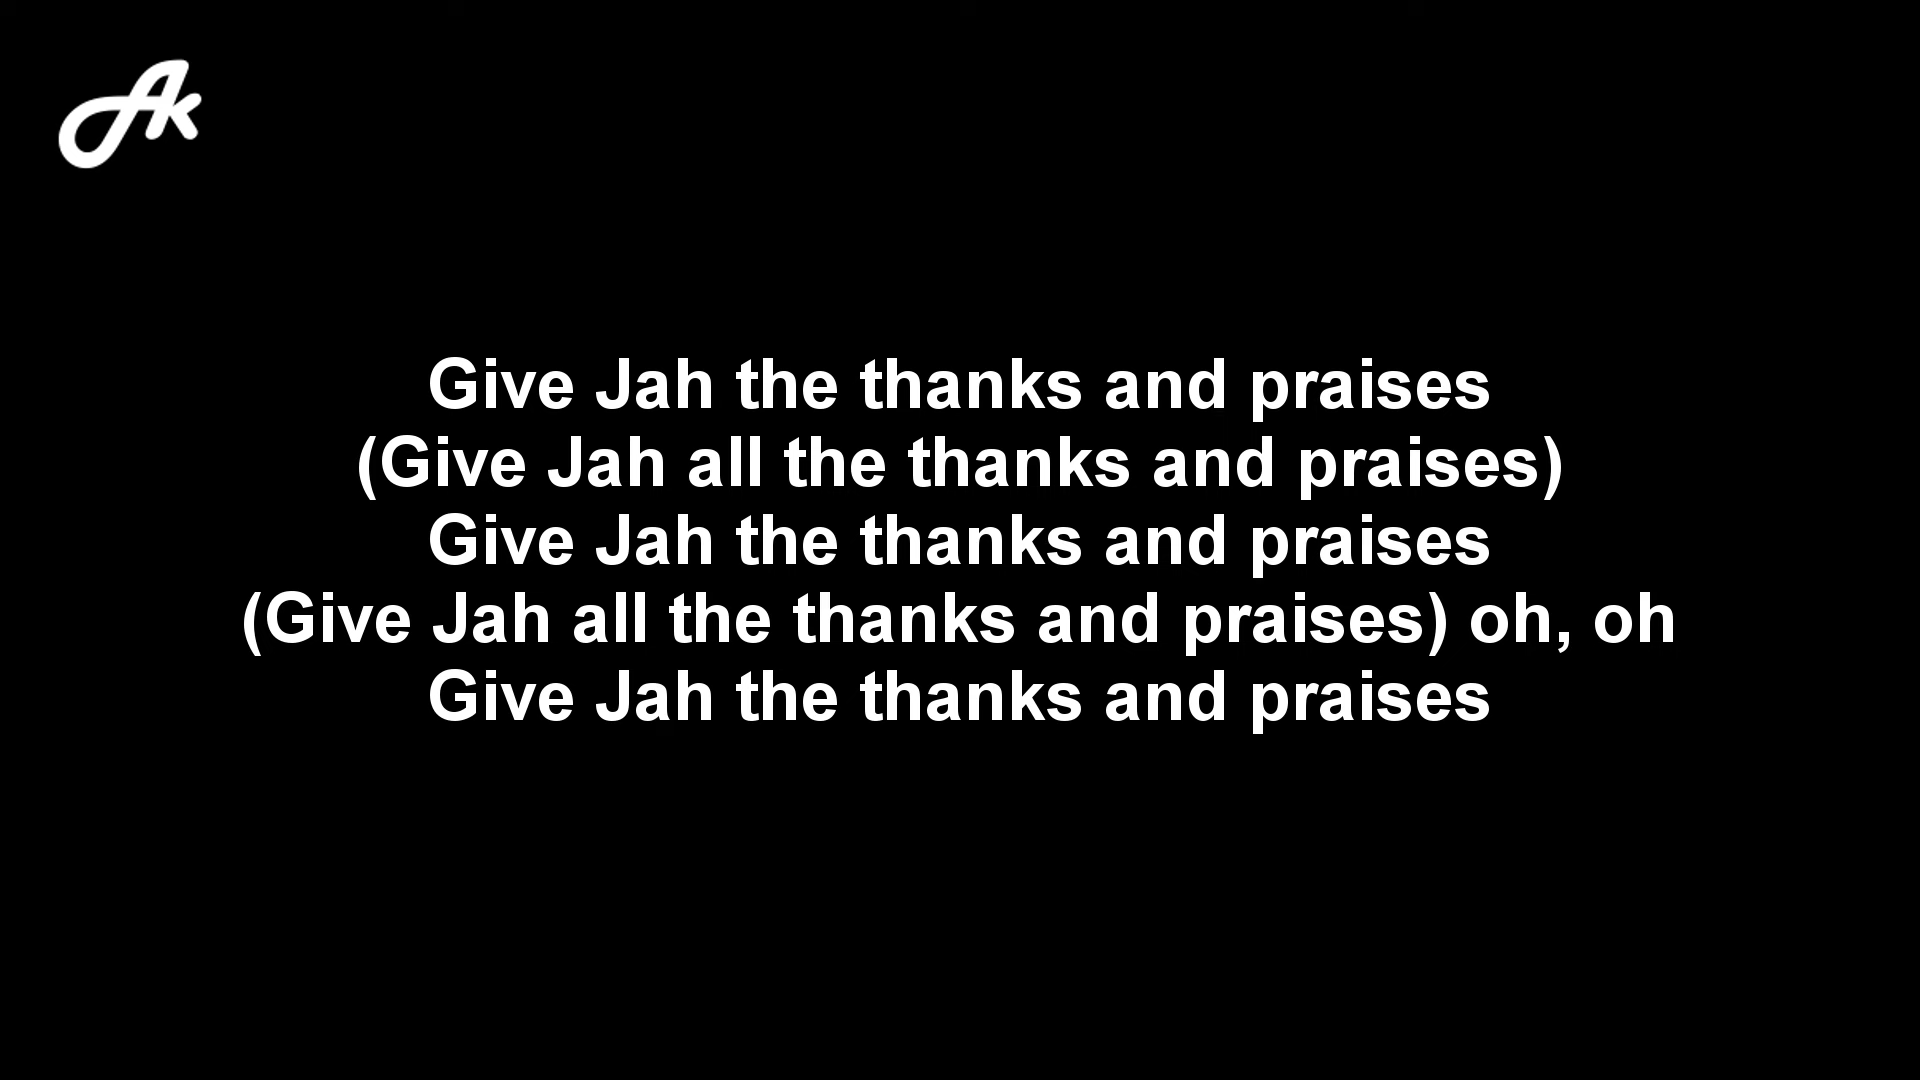 Ak
Give Jah the thanks and praises
(Give Jah all the thanks and praises)
Give Jah the thanks and praises
(Give Jah all the thanks and praises) oh, oh
Give Jah the thanks and praises